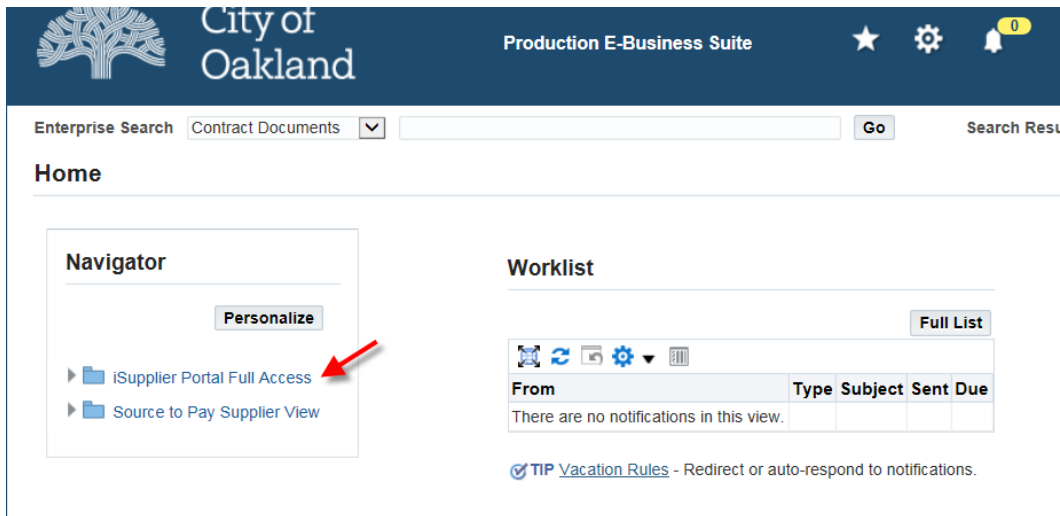 City of
Oakland
Production E-Business Suite
0
Enterprise Search Contract Documents Go Search Resu
Home
Navigator
Personalize
iSupplier Portal Full Access
Source to Pay Supplier View
Worklist
Full List
From Type Subject Sent Due
There are no notifications in this view.
TIP Vacation Rules - Redirect or auto-respond to notifications.